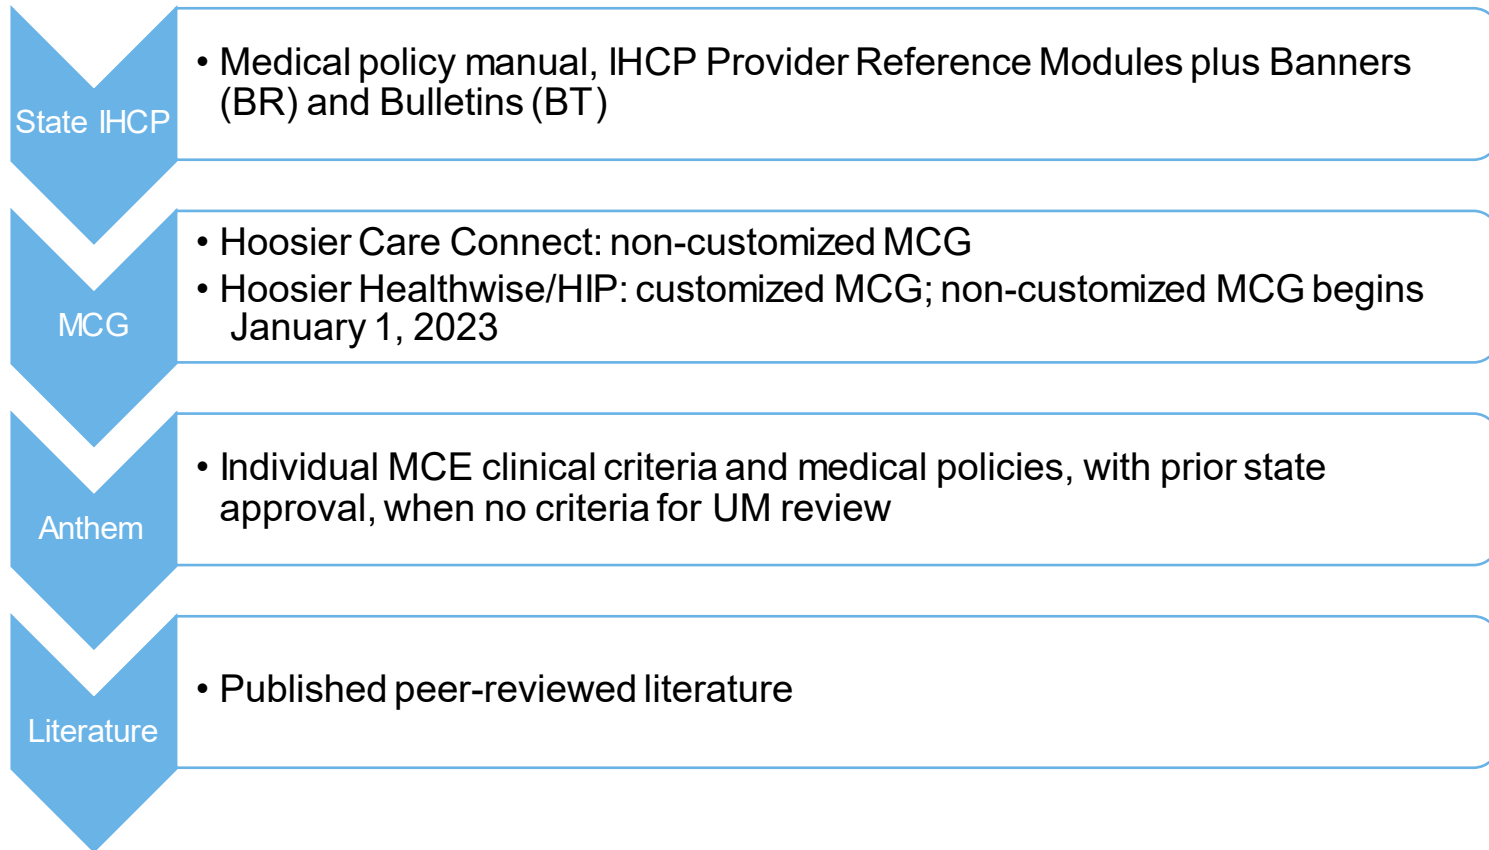 State IHCP
• Medical policy manual, IHCP Provider Reference Modules plus Banners
(BR) and Bulletins (BT)
MCG
• Hoosier Care Connect: non-customized MCG
• Hoosier Healthwise/HIP: customized MCG; non-customized MCG begins
January 1, 2023
Anthem
• Individual MCE clinical criteria and medical policies, with prior state
approval, when no criteria for UM review
Literature
• Published peer-reviewed literature